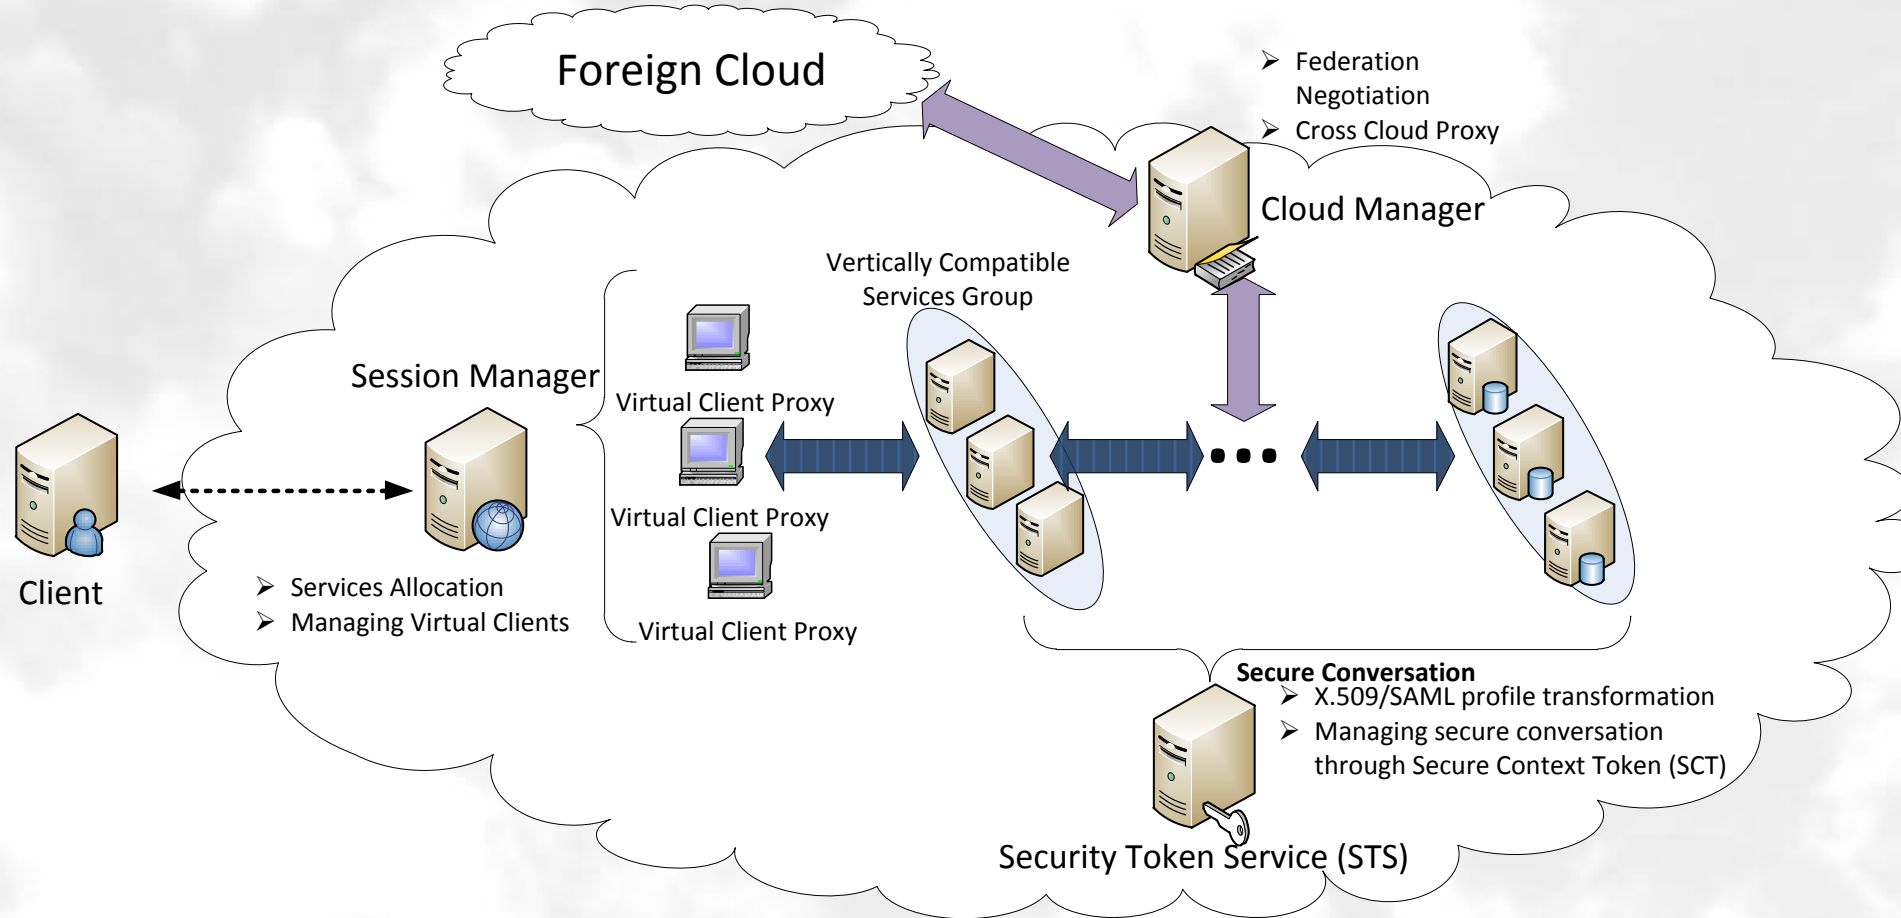 Foreign Cloud
Federation
Negotiation
Cross Cloud Proxy
Cloud Manager
Vertically Compatible
Services Group
Session Manager
Virtual Client Proxy
Virtual Client Proxy
Virtual Client Proxy
Client
Services Allocation
Managing Virtual Clients
Secure Conversation
X.509/SAML profile transformation
Managing secure conversation
through Secure Context Token (SCT)
Security Token Service (STS)